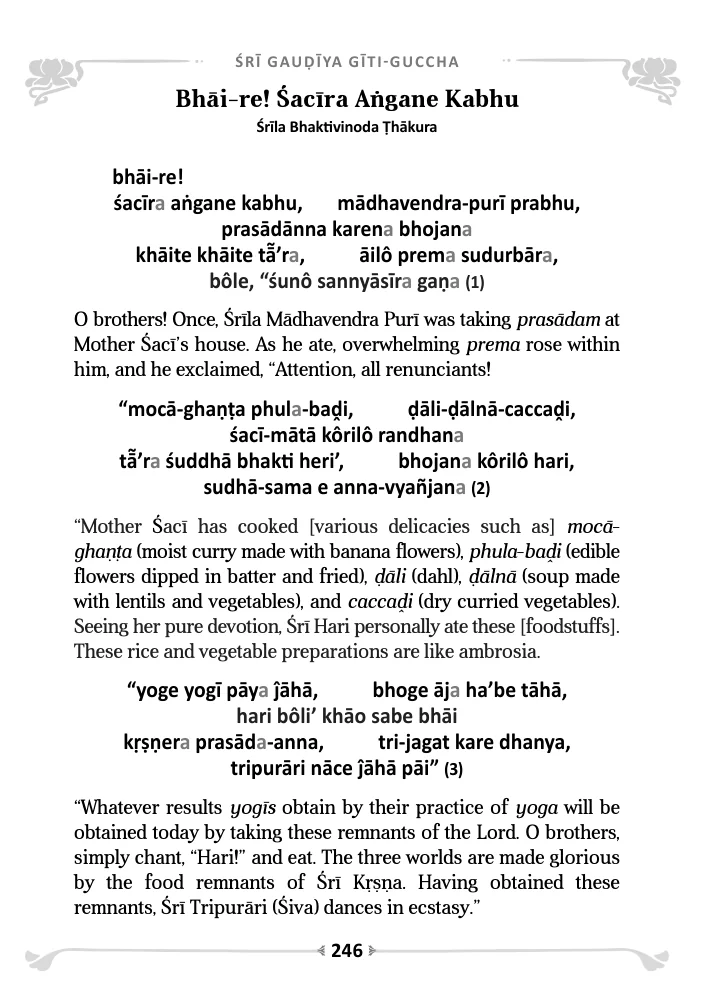 ŚRĪ GAUḌĪYA GĪTI-GUCCHA
Bhāi-re! Śacīra Aṅgane Kabhu
Śrīla Bhaktivinoda Ṭhākura
bhāi-re!
śacīra aṅgane kabhu, mādhavendra-purī prabhu,
prasādānna karena bhojana
khāite khāite tā̃’ra, āilô prema sudurbāra,
bôle, “śunô sannyāsīra gaṇa (1)
O brothers! Once, Śrīla Mādhavendra Purī was taking prasādam at
Mother Śacī’s house. As he ate, overwhelming prema rose within
him, and he exclaimed, “Attention, all renunciants!
“mocā-ghaṇṭa phula-baḓi, ḍāli-ḍālnā-caccaḓi,
śacī-mātā kôrilô randhana
tā̃’ra śuddhā bhakti heri’, bhojana kôrilô hari,
sudhā-sama e anna-vyañjana (2)
“Mother Śacī has cooked [various delicacies such as] mocā-
ghaṇṭa (moist curry made with banana flowers), phula-baḓi (edible
flowers dipped in batter and fried), ḍāli (dahl), ḍālnā (soup made
with lentils and vegetables), and caccaḓi (dry curried vegetables).
Seeing her pure devotion, Śrī Hari personally ate these [foodstuffs].
These rice and vegetable preparations are like ambrosia.
“yoge yogī pāya ĵāhā, bhoge āja ha’be tāhā,
hari bôli’ khāo sabe bhāi
kṛṣṇera prasāda-anna, tri-jagat kare dhanya,
tripurāri nāce ĵāhā pāi” (3)
“Whatever results yogīs obtain by their practice of yoga will be
obtained today by taking these remnants of the Lord. O brothers,
simply chant, “Hari!” and eat. The three worlds are made glorious
by the food remnants of Śrī Kṛṣṇa. Having obtained these
remnants, Śrī Tripurāri (Śiva) dances in ecstasy.”
246